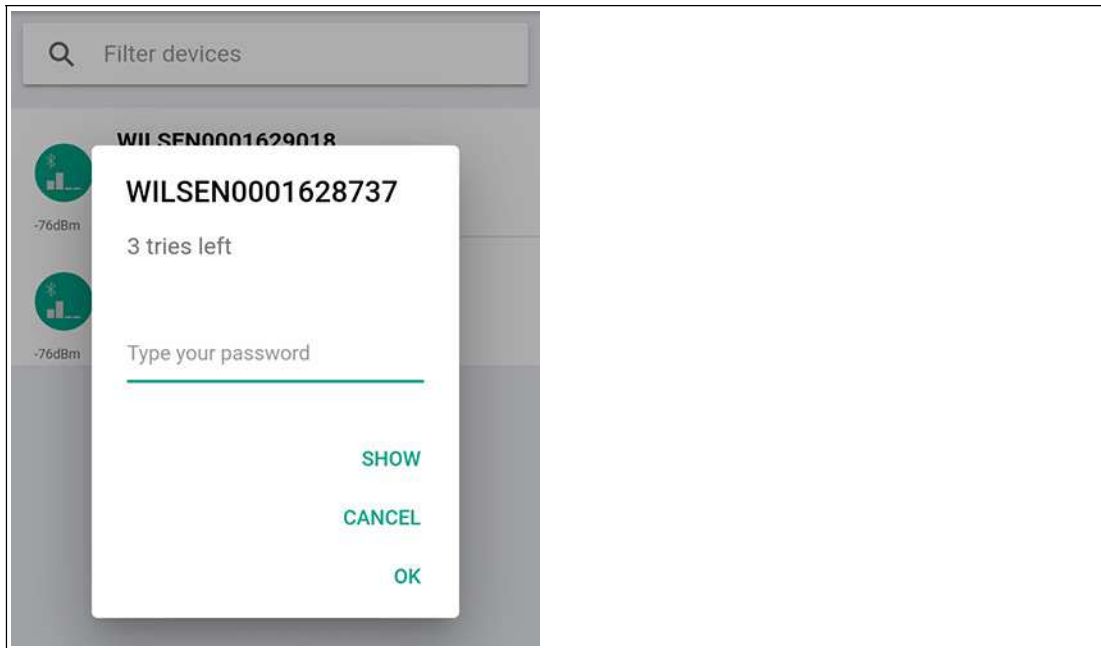 Filter devices
WILSEN0001629018
-76dBm
WILSEN0001628737
3 tries left
-76dBm
Type your password
SHOW
CANCEL
OK